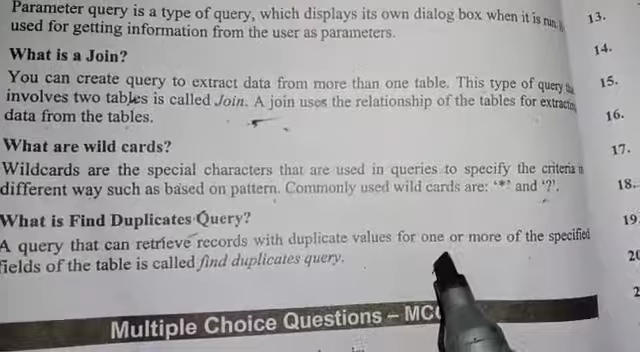 Parameter query is a type of query, which displays its own dialog box when it is run.
used for getting information from the user as parameters.
What is a Join?
You can create query to extract data from more than one table. This type of query
involves two tables is called Join. A join uses the relationship of the tables for extracting
data from the tables.
What are wild cards?
Wildcards are the special characters that are used in queries to specify the criteria
different way such as based on pattern. Commonly used wild cards are: '*' and '?'.
What is Find Duplicates Query?
A query that can retrieve records with duplicate values for one or more of the specified
fields of the table is called find duplicates query.
Multiple Choice Questions – MC
13.
14.
15.
16.
17.
18.
19.